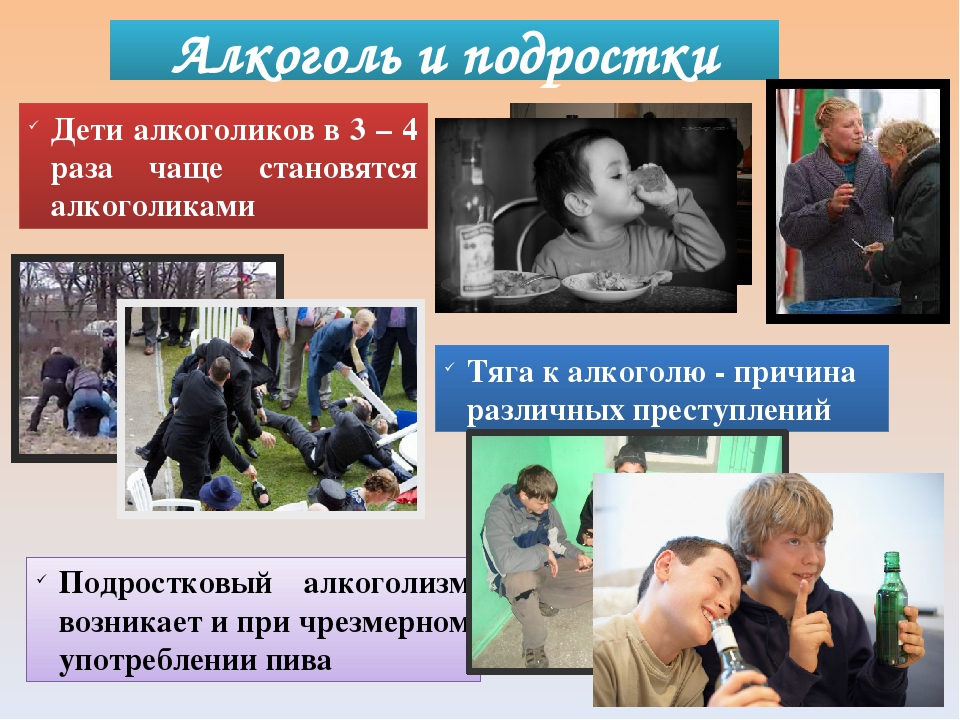 Алкоголь и подростки
Дети алкоголиков в 3 – 4
раза чаще становятся
алкоголиками
Тяга к алкоголю - причина
различных преступлений
Подростковый алкоголизм
возникает и при чрезмерном
употреблении пива